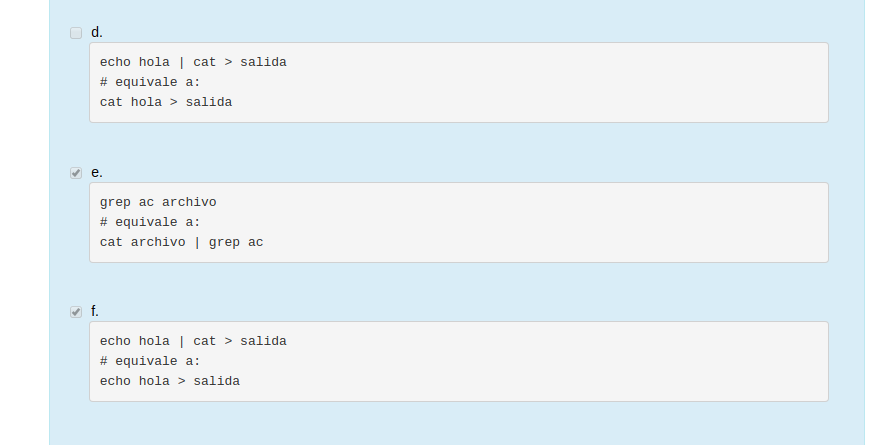 d.
echo hola | cat > salida
# equivale a:
cat hola > salida
e.
grep ac archivo
# equivale a:
cat archivo | grep ac
f.
echo hola | cat > salida
# equivale a:
echo hola > salida